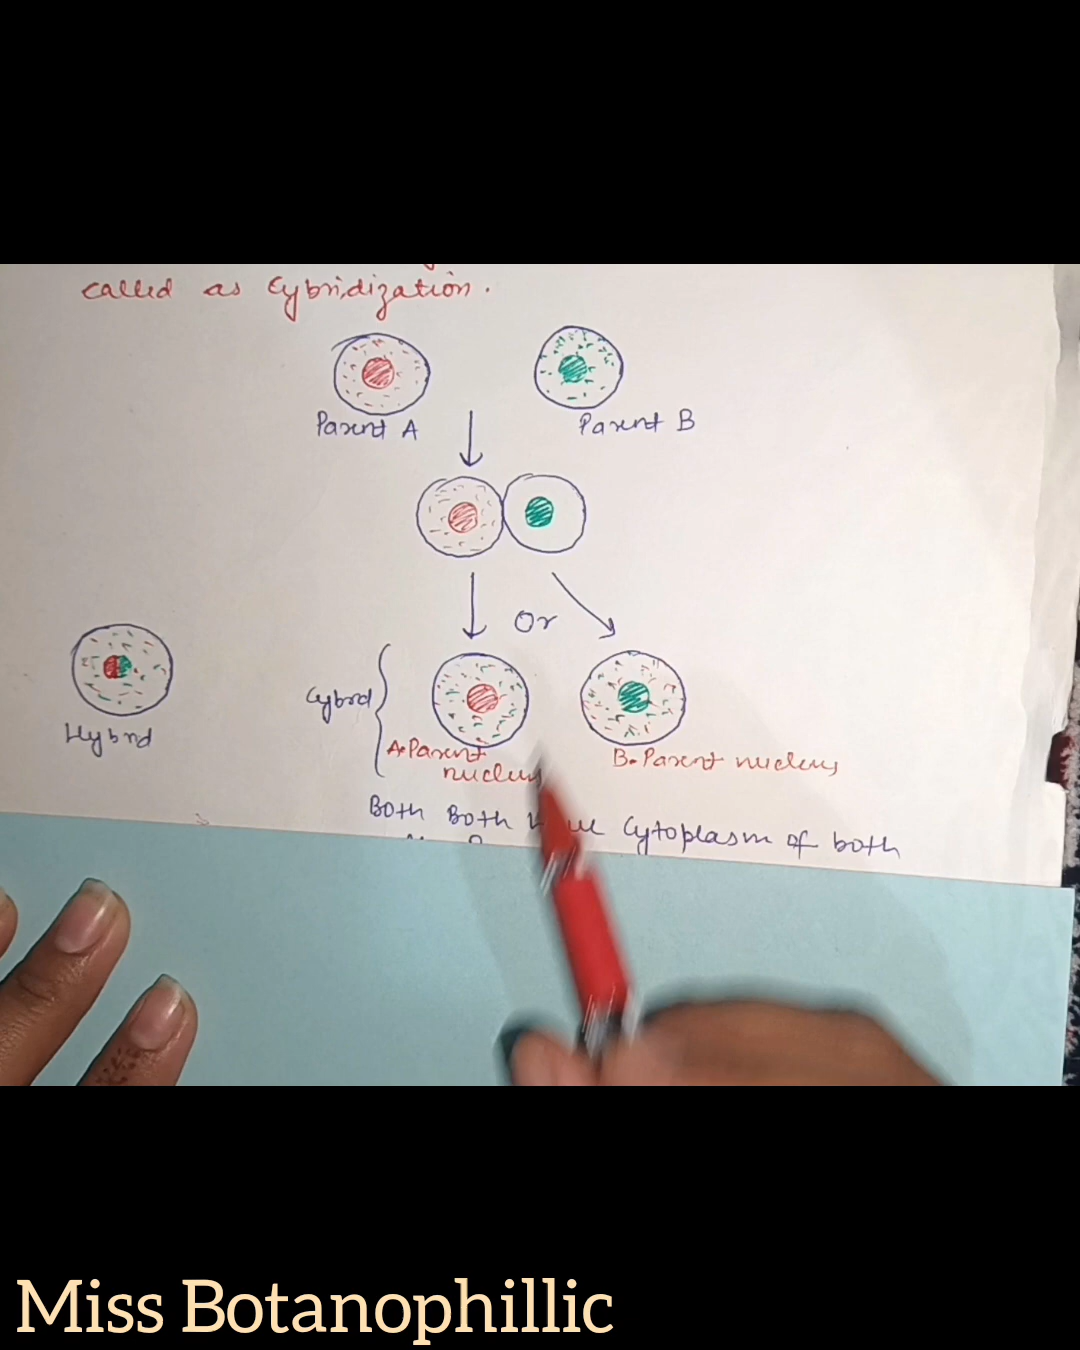 called as Cybridization.
Parent A
Parent B
Or
Hybrid
Cybrid
A•Parent nucleus
B•Parent nucleus
Both Both Cytoplasm of both
Miss Botanophillic